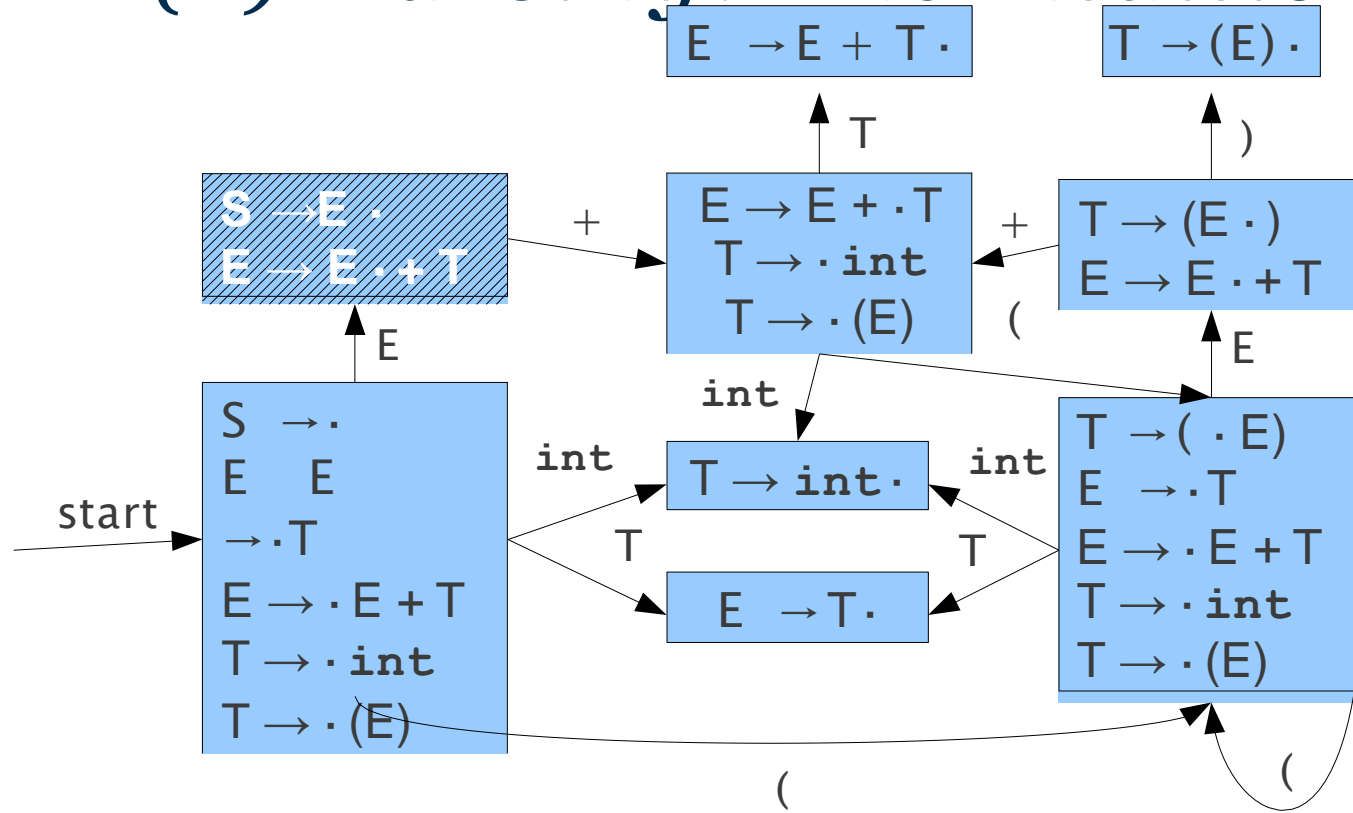 E → E + T ·
T → (E) ·
T
)
S → E ·
E → E · + T
+
E → E + · T
T → · int
T → · (E)
+
T → (E · )
E → E · + T
(
E
E
int
S → ·
E E
→ · T
E → · E + T
T → · int
T → · (E)
start
int
T → int ·
int
T
T
E → T ·
T → ( · E)
E → · T
E → · E + T
T → · int
T → · (E)
(
(